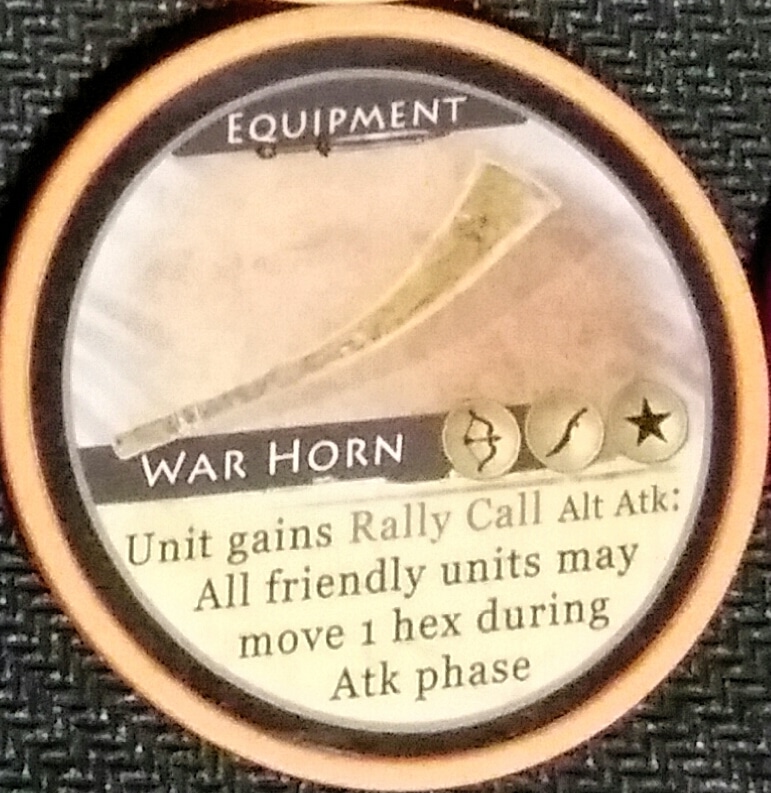 EQUIPMENT
WAR HORN
Unit gains Rally Call Alt Atk:
All friendly units may
move 1 hex during
Atk phase